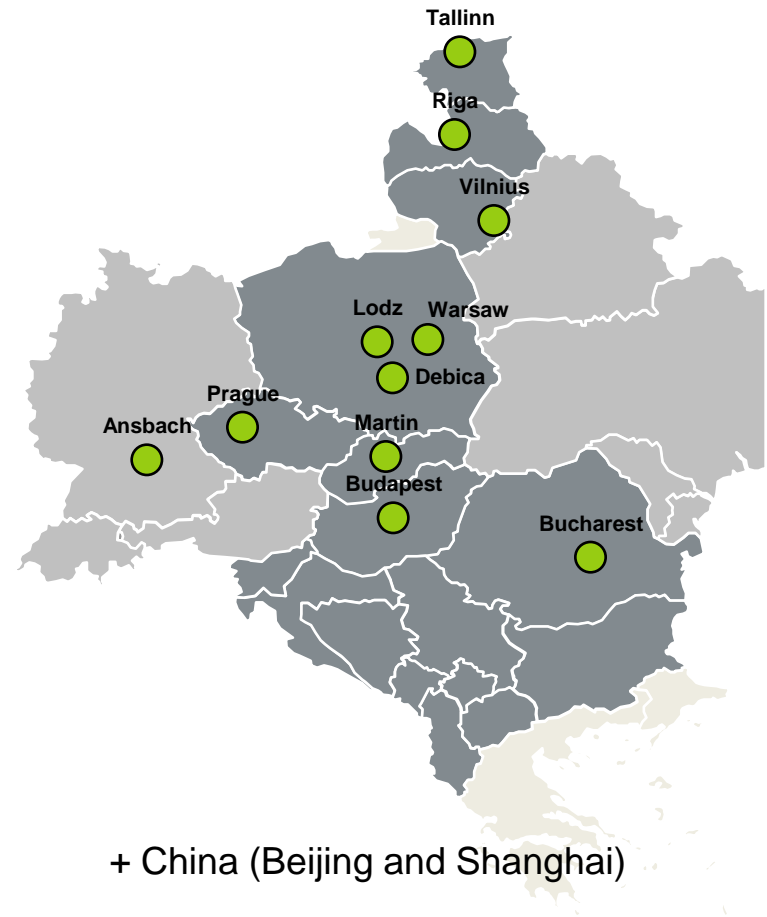 Tallinn
Riga
Vilnius
Lodz
Warsaw
Debica
Prague
Ansbach
Martin
Budapest
Bucharest
+ China (Beijing and Shanghai)